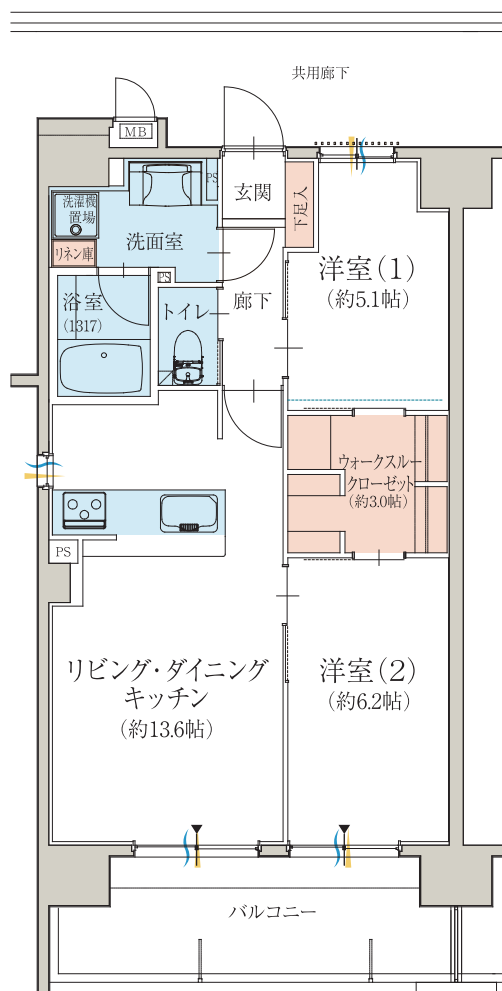 共用廊下
MB
PS
玄関
下足入
洗濯機
置場
洗面室
リネン庫
PS
洋室(1)
(約5.1帖)
浴室
(1317)
トイレ
廊下
ウォークスルー
クローゼット
(約3.0帖)
PS
リビング・ダイニング
キッチン
(約13.6帖)
洋室(2)
(約6.2帖)
バルコニー